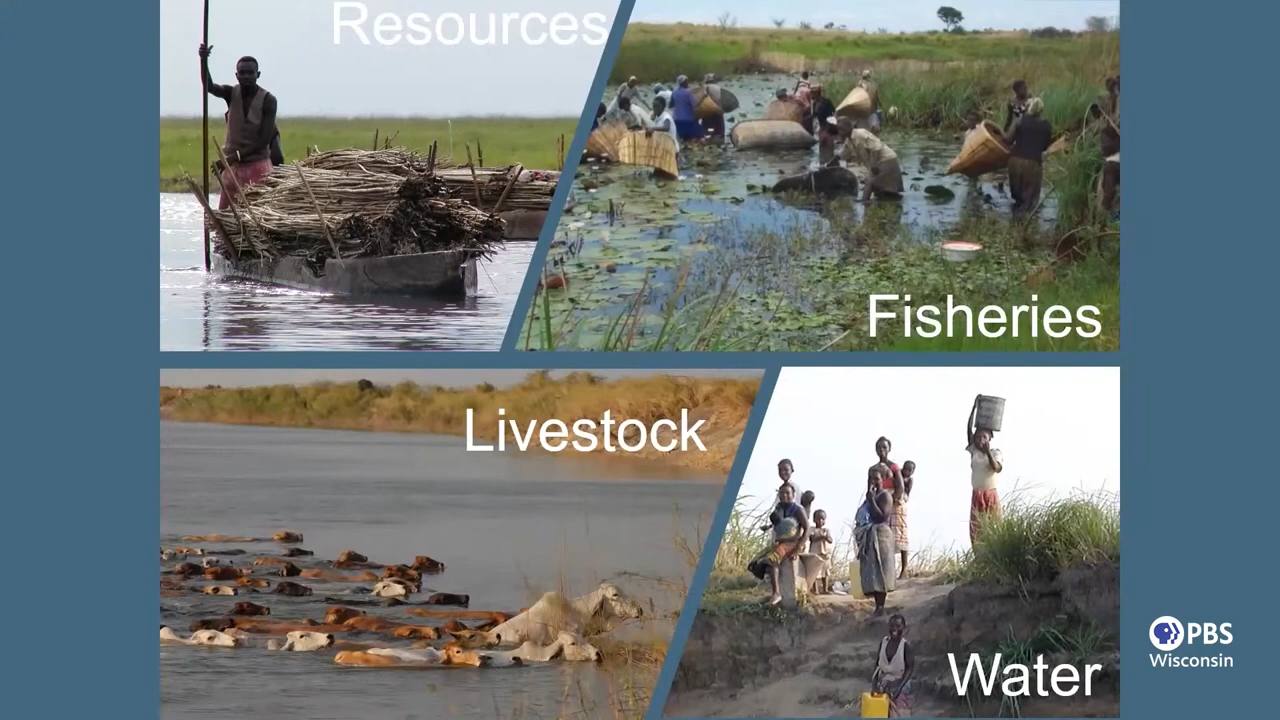 Resources
Fisheries
Livestock
Water
PBS
Wisconsin